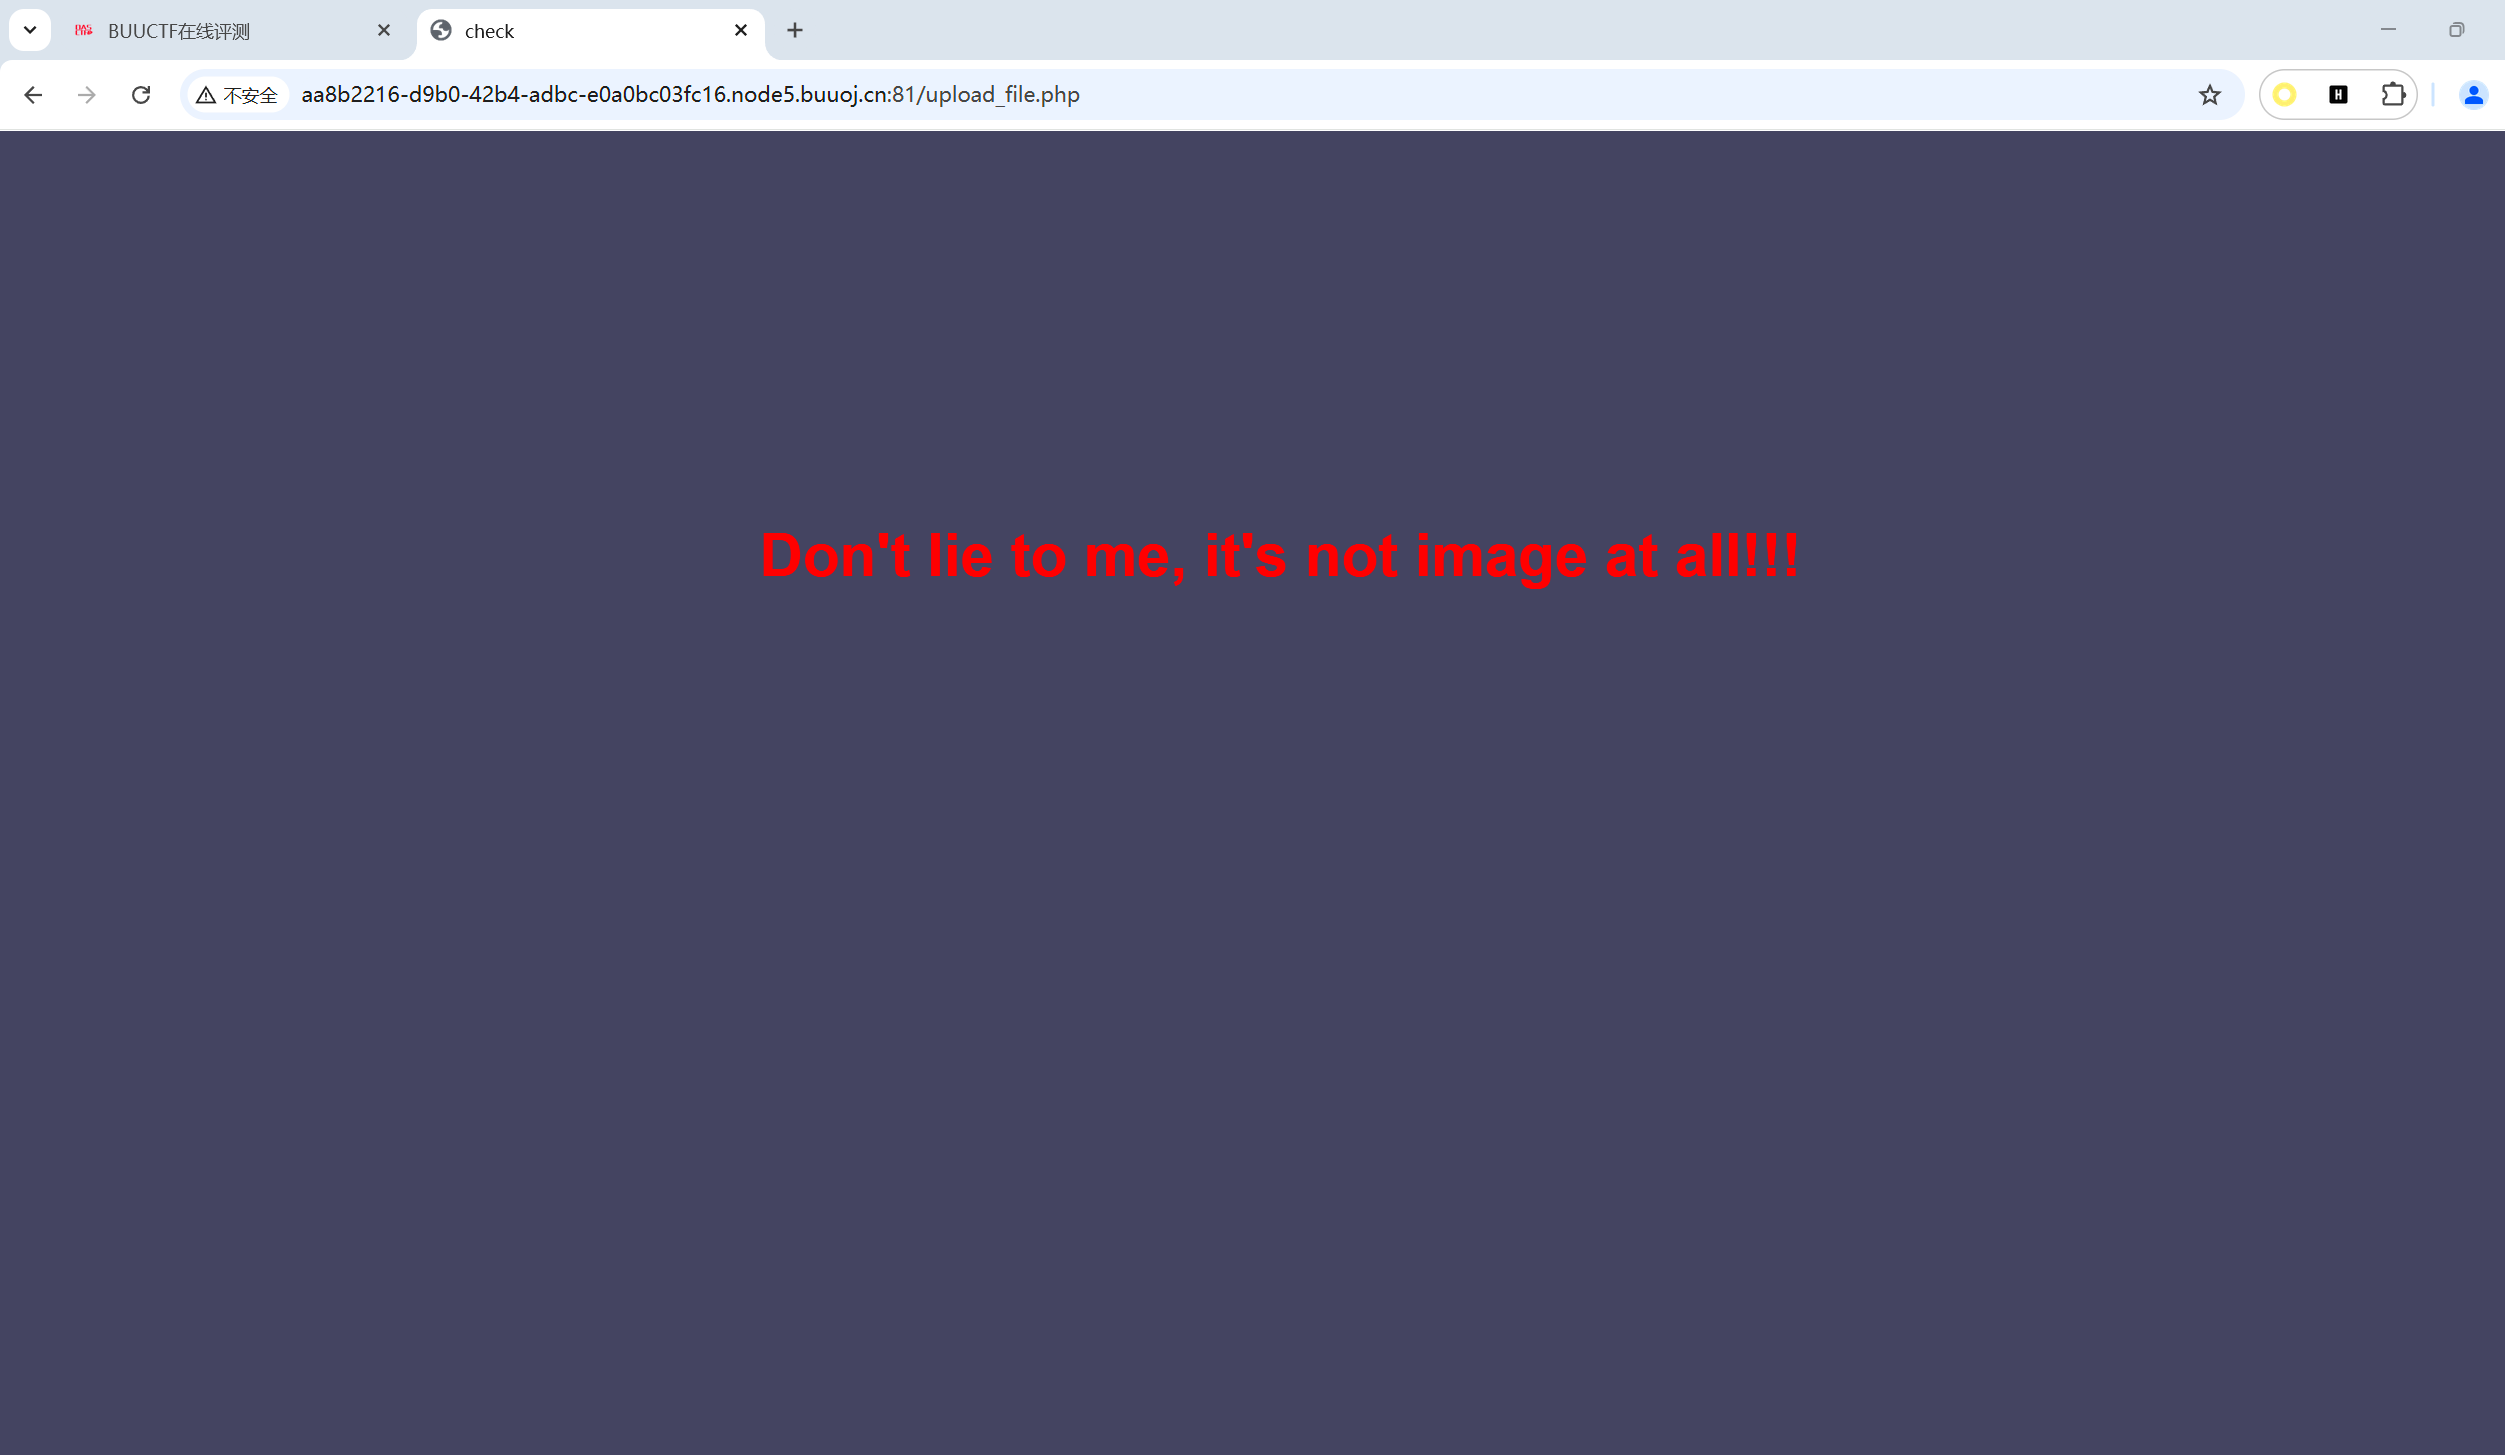 BUUCTF在线评测
check
不安全
aa8b2216-d9b0-42b4-adbc-e0a0bc03fc16.node5.buuoj.cn:81/upload_file.php
H
Don't lie to me, it's not image at all!!!